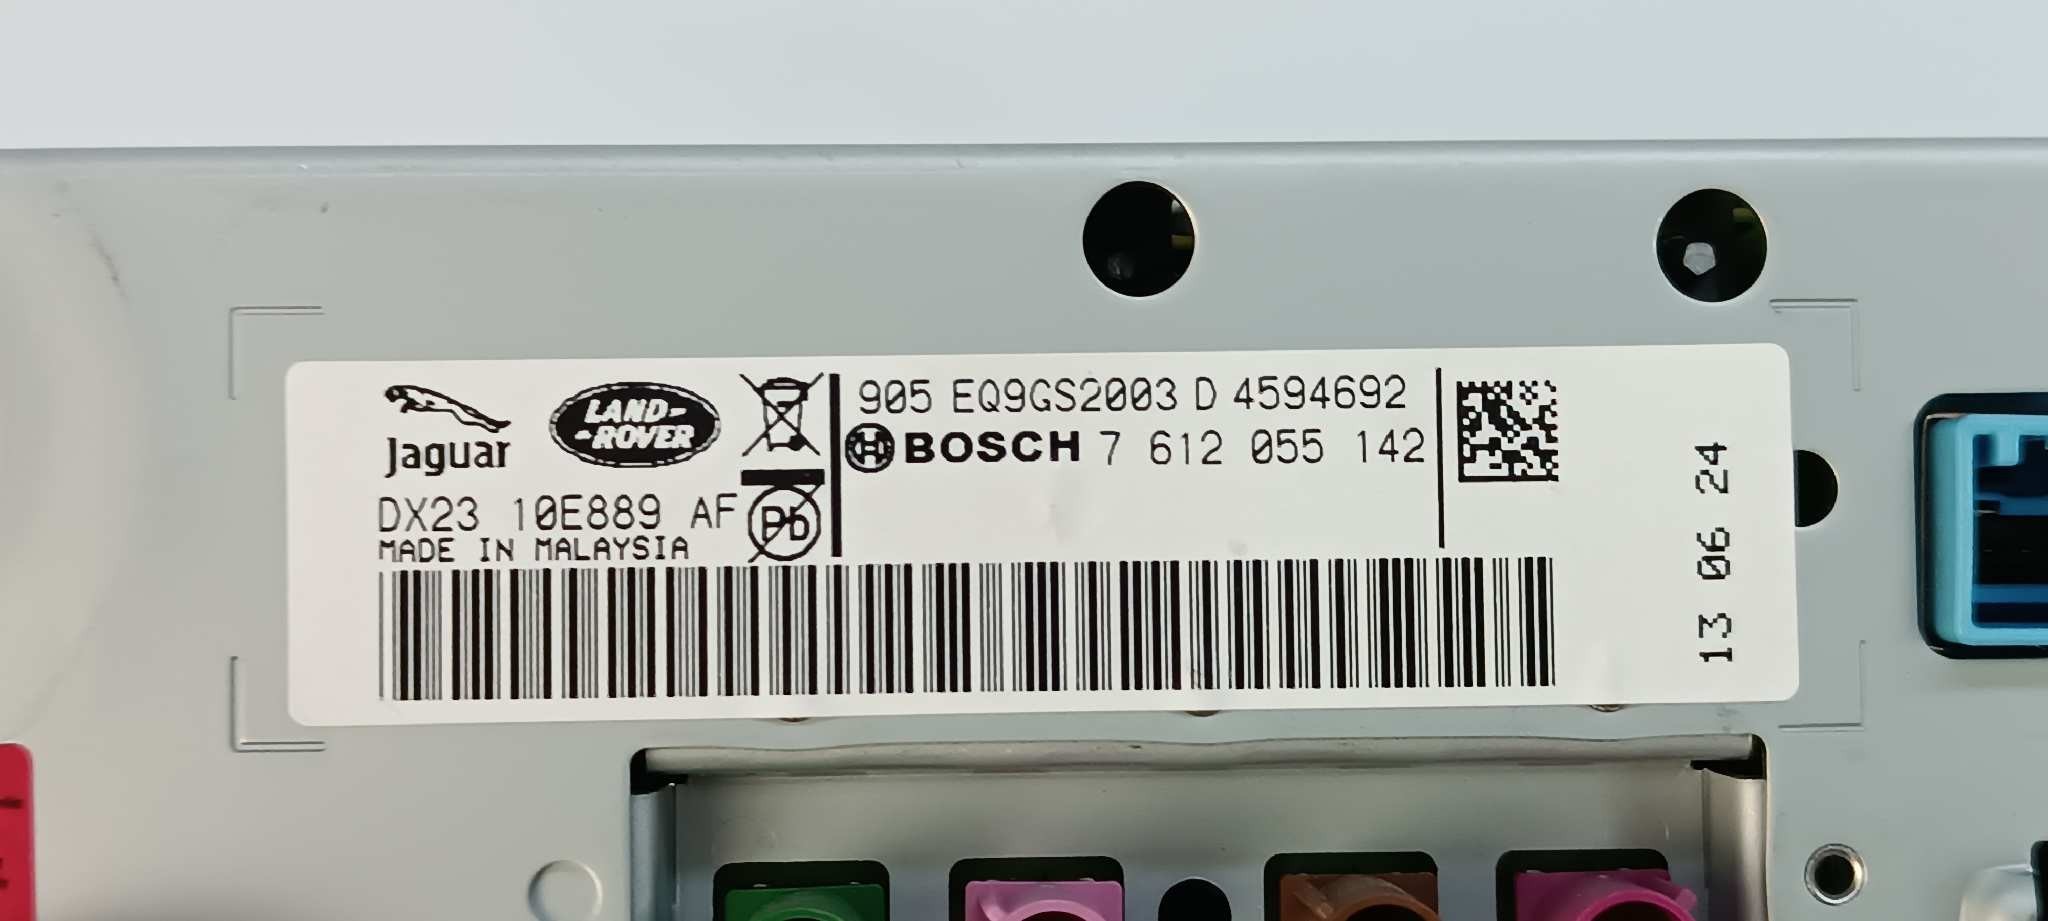 Jaguar
LAND-
-ROVER
DX23 10E889 AF
MADE IN MALAYSIA
Pb
905 EQ9GS2003 D 4594692
BOSCH 7 612 055 142
13 06 24